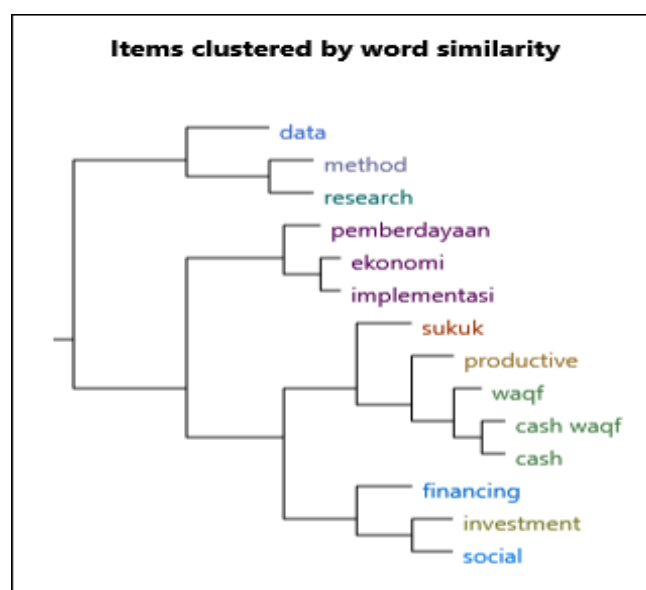 Items clustered by word similarity
data
method
research
pemberdayaan
ekonomi
implementasi
sukuk
productive
waqf
cash waqf
cash
financing
investment
social